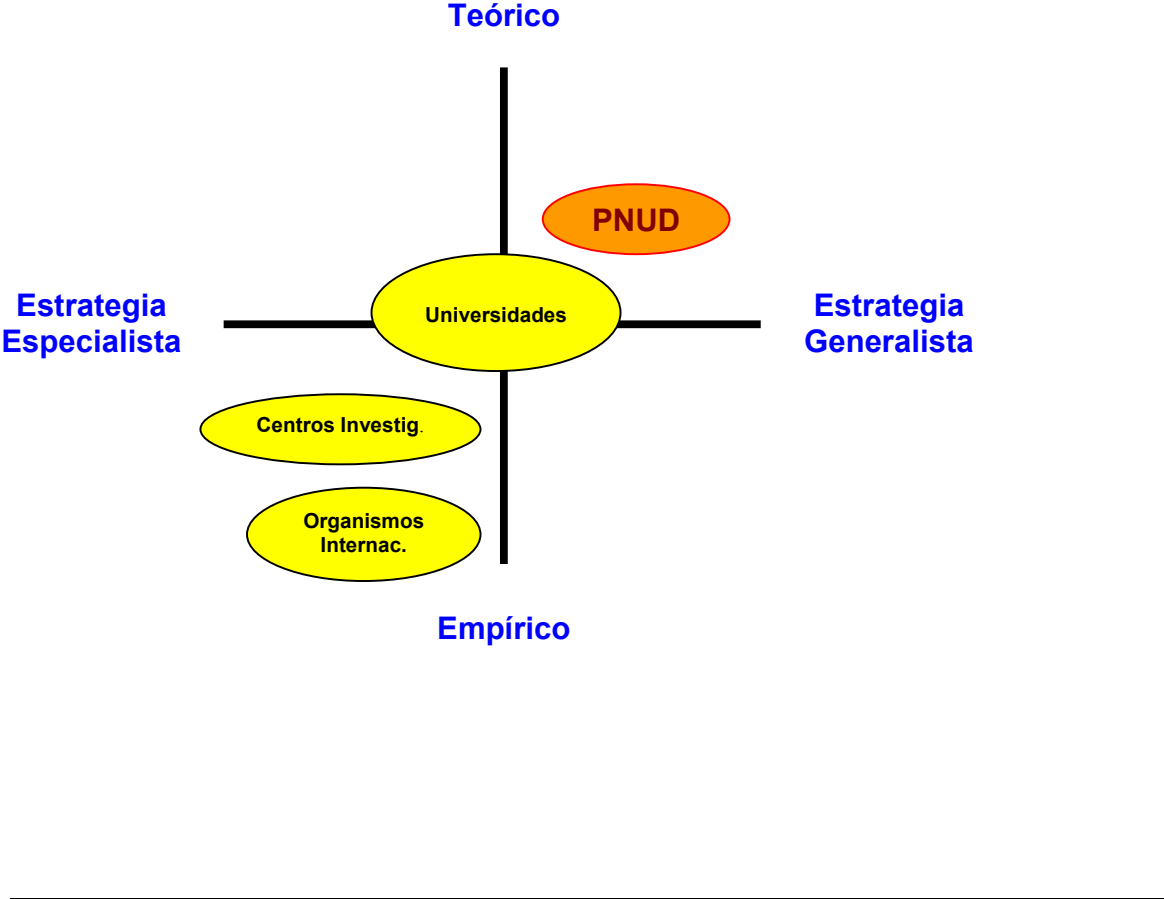 Teórico
PNUD
Universidades
Estrategia
Especialista
Estrategia
Generalista
Centros Investig.
Organismos
Internac.
Empírico